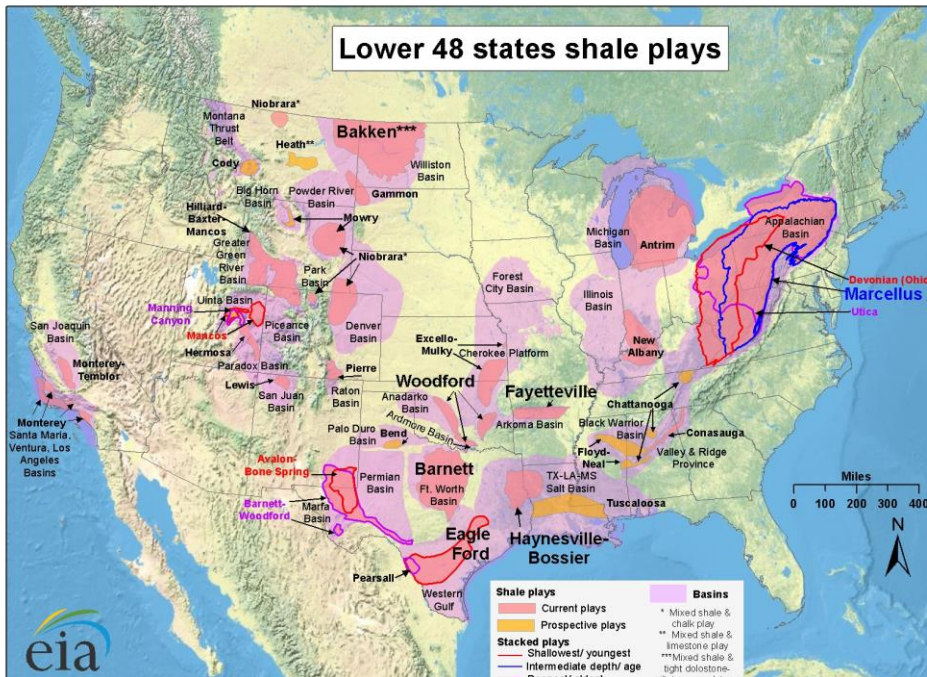 Lower 48 states shale plays
Niobrara*
Montana
Thrust
Belt
Bakken***
Heath**
Cody
Williston
Basin
Big Horn
Basin
Powder River
Basin
Gammon
Hilliard-
Baxter-
Mancos
Mowry
Greater
Green
River
Basin
Niobrara*
Park
Basin
Michigan
Basin
Antrim
Appalachian
Basin
Devonian (Ohio
Marcellus
Utica
Forest
City Basin
Illinois
Basin
Uinta Basin
Manning
Canyon
Mancos
Piceance
Basin
Denver
Basin
San Joaquin
Basin
Hermosa
Paradox Basin
Excello-
Mulky
Cherokee Platform
New
Albany
Monterey-
Temblor
Lewis
San Juan
Basin
Pierre
Raton
Basin
Woodford
Anadarko
Basin
Fayetteville
Arkoma Basin
Chattanooga
Monterey
Santa Maria,
Ventura, Los
Angeles
Basins
Palo Duro
Basin
Bend
Ardmore Basin
Black Warrior
Basin
Conasauga
Floyd-
Neal
Valley & Ridge
Province
Avalon-
Bone Spring
Permian
Basin
Barnett
Ft. Worth
Basin
TX-LA-MS
Salt Basin
Tuscaloosa
Barnett-
Woodford
Marfa
Basin
Eagle
Ford
Haynesville-
Bossier
Pearsall
Western
Gulf
Miles
0 100 200 300 400
N
Shale plays
Current plays
Prospective plays
Stacked plays
Shallowest/ youngest
Intermediate depth/ age
Basins
* Mixed shale &
chalk play
** Mixed shale &
limestone play
***Mixed shale &
tight dolostone-
eia